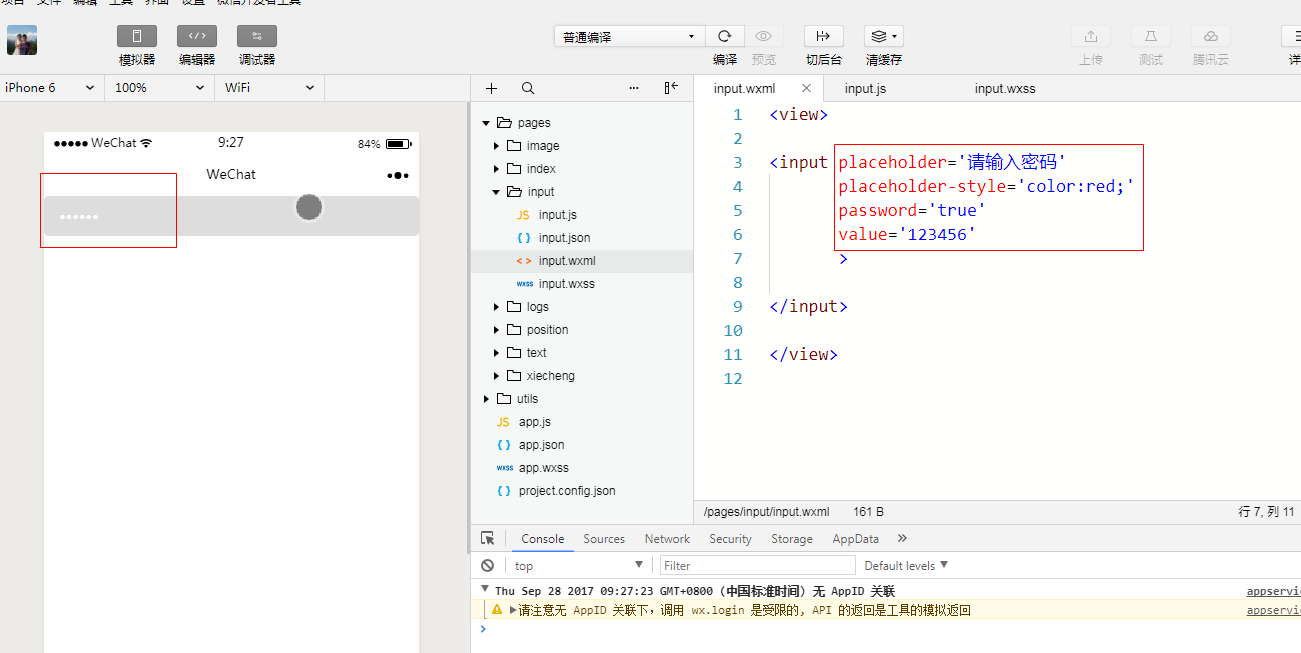 项目 文件 编辑 工具 界面 设置 微信开发者工具
模拟器 编辑器 调试器
普通编译
编译 预览 切后台 清缓存
上传 测试 腾讯云
iPhone 6 100% WiFi
WeChat 9:27 84%
WeChat
••••••
pages
image
index
input
JS input.js
{ } input.json
< > input.wxml
wxss input.wxss
logs
position
text
xiecheng
utils
JS app.js
{ } app.json
wxss app.wxss
{ } project.config.json
input.wxml input.js input.wxss
1 <view>
2
3 <input placeholder='请输入密码'
4 placeholder-style='color:red;'
5 password='true'
6 value='123456'
7 >
8
9 </input>
10
11 </view>
12
/pages/input/input.wxml 161 B 行 7, 列 11
Console Sources Network Security Storage AppData »
top Filter Default levels
Thu Sep 28 2017 09:27:23 GMT+0800 (中国标准时间) 无 AppID 关联
请注意无 AppID 关联下，调用 wx.login 是受限的, API 的返回是工具的模拟返回
>